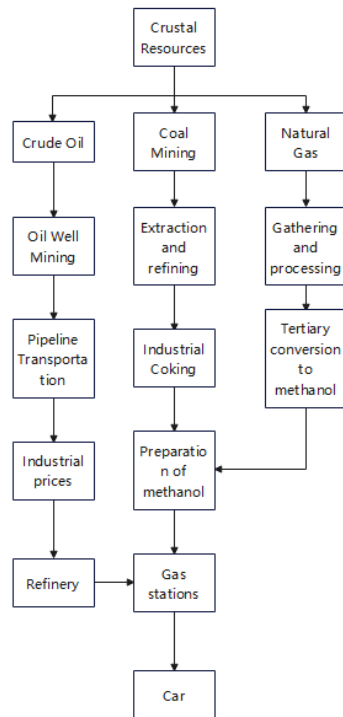 Crustal
Resources
Crude Oil
Coal
Mining
Natural
Gas
Oil Well
Mining
Extraction
and
refining
Gathering
and
processing
Pipeline
Transporta
tion
Industrial
Coking
Tertiary
conversion
to
methanol
Industrial
prices
Preparatio
n of
methanol
Refinery
Gas
stations
Car